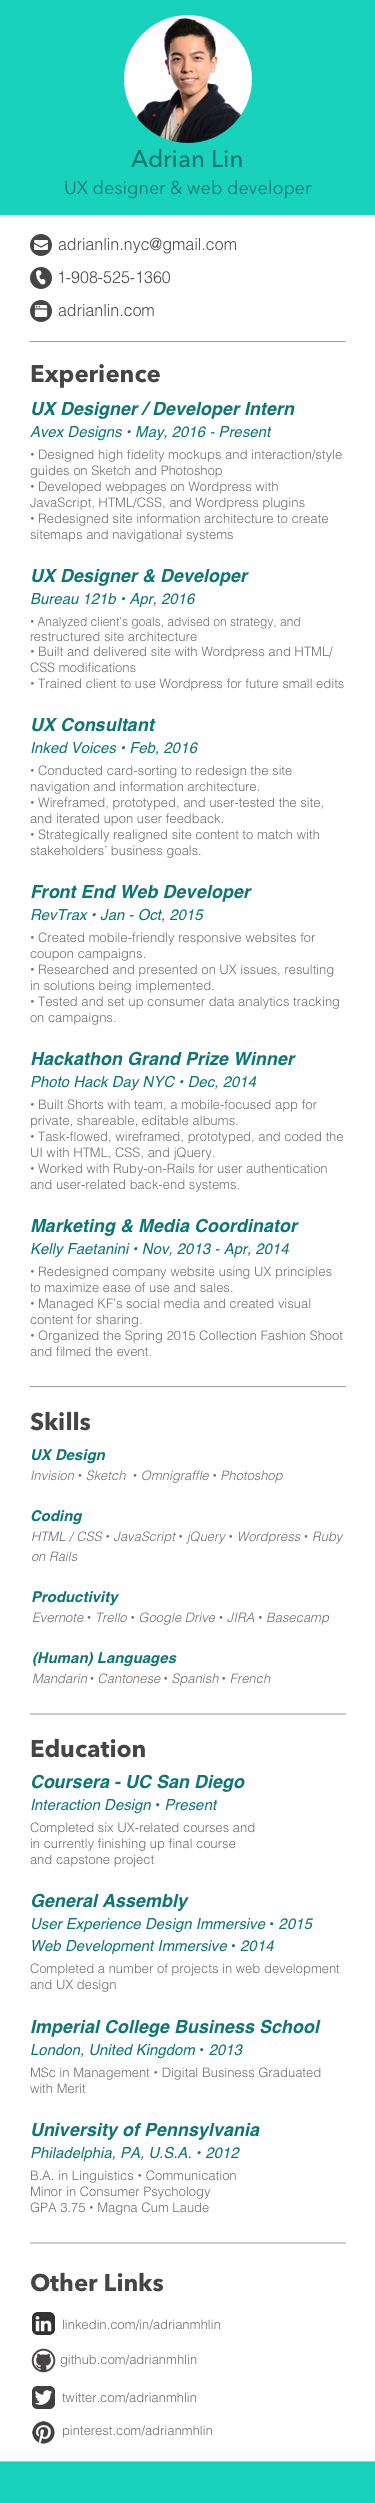 Adrian Lin
UX designer & web developer
adrianlin.nyc@gmail.com
1-908-525-1360
adrianlin.com
Experience
UX Designer / Developer Intern
Avex Designs • May, 2016 - Present
• Designed high fidelity mockups and interaction/style
guides on Sketch and Photoshop
• Developed webpages on Wordpress with
JavaScript, HTML/CSS, and Wordpress plugins
• Redesigned site information architecture to create
sitemaps and navigational systems
UX Designer & Developer
Bureau 121b • Apr, 2016
• Analyzed client's goals, advised on strategy, and
restructured site architecture
• Built and delivered site with Wordpress and HTML/
CSS modifications
• Trained client to use Wordpress for future small edits
UX Consultant
Inked Voices • Feb, 2016
• Conducted card-sorting to redesign the site
navigation and information architecture.
• Wireframed, prototyped, and user-tested the site,
and iterated upon user feedback.
• Strategically realigned site content to match with
stakeholders' business goals.
Front End Web Developer
RevTrax • Jan - Oct, 2015
• Created mobile-friendly responsive websites for
coupon campaigns.
• Researched and presented on UX issues, resulting
in solutions being implemented.
• Tested and set up consumer data analytics tracking
on campaigns.
Hackathon Grand Prize Winner
Photo Hack Day NYC • Dec, 2014
• Built Shorts with team, a mobile-focused app for
private, shareable, editable albums.
• Task-flowed, wireframed, prototyped, and coded the
UI with HTML, CSS, and jQuery.
• Worked with Ruby-on-Rails for user authentication
and user-related back-end systems.
Marketing & Media Coordinator
Kelly Faetanini • Nov, 2013 - Apr, 2014
• Redesigned company website using UX principles
to maximize ease of use and sales.
• Managed KF's social media and created visual
content for sharing.
• Organized the Spring 2015 Collection Fashion Shoot
and filmed the event.
Skills
UX Design
Invision • Sketch • Omnigraffle • Photoshop
Coding
HTML / CSS • JavaScript • jQuery • Wordpress • Ruby
on Rails
Productivity
Evernote • Trello • Google Drive • JIRA • Basecamp
(Human) Languages
Mandarin • Cantonese • Spanish • French
Education
Coursera - UC San Diego
Interaction Design • Present
Completed six UX-related courses and
in currently finishing up final course
and capstone project
General Assembly
User Experience Design Immersive • 2015
Web Development Immersive • 2014
Completed a number of projects in web development
and UX design
Imperial College Business School
London, United Kingdom • 2013
MSc in Management • Digital Business Graduated
with Merit
University of Pennsylvania
Philadelphia, PA, U.S.A. • 2012
B.A. in Linguistics • Communication
Minor in Consumer Psychology
GPA 3.75 • Magna Cum Laude
Other Links
linkedin.com/in/adrianmhlin
github.com/adrianmhlin
twitter.com/adrianmhlin
pinterest.com/adrianmhlin